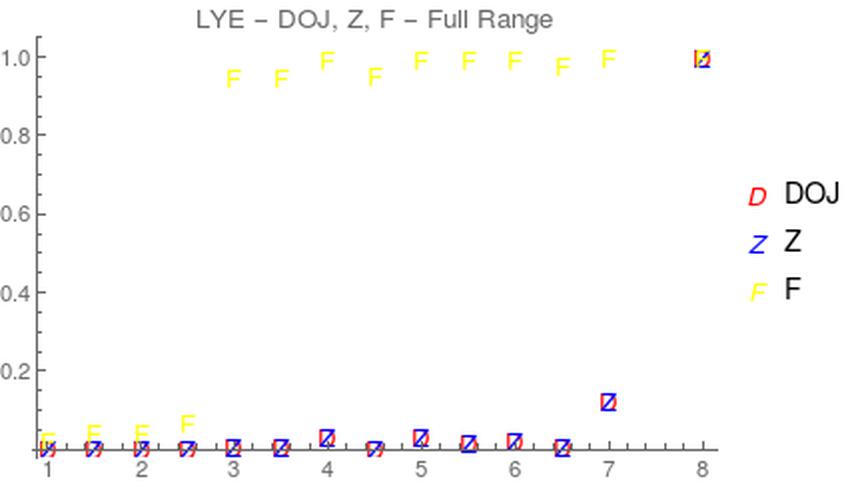 LYE − DOJ, Z, F − Full Range
1.0
0.8
0.6
0.4
0.2
1 2 3 4 5 6 7 8
F F F F F F F F F F F F F F
D D D D D D D D D D D D D D
Z Z Z Z Z Z Z Z Z Z Z Z Z Z
D DOJ
Z Z
F F